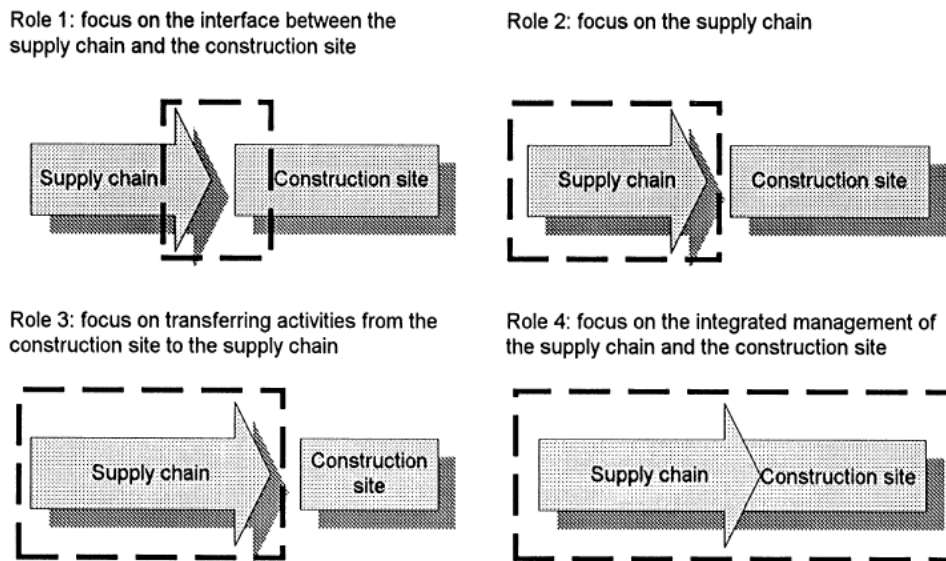 Role 1: focus on the interface between the
supply chain and the construction site
Supply chain
Construction site
Role 2: focus on the supply chain
Supply chain
Construction site
Role 3: focus on transferring activities from the
construction site to the supply chain
Supply chain
Construction
site
Role 4: focus on the integrated management of
the supply chain and the construction site
Supply chain
Construction site